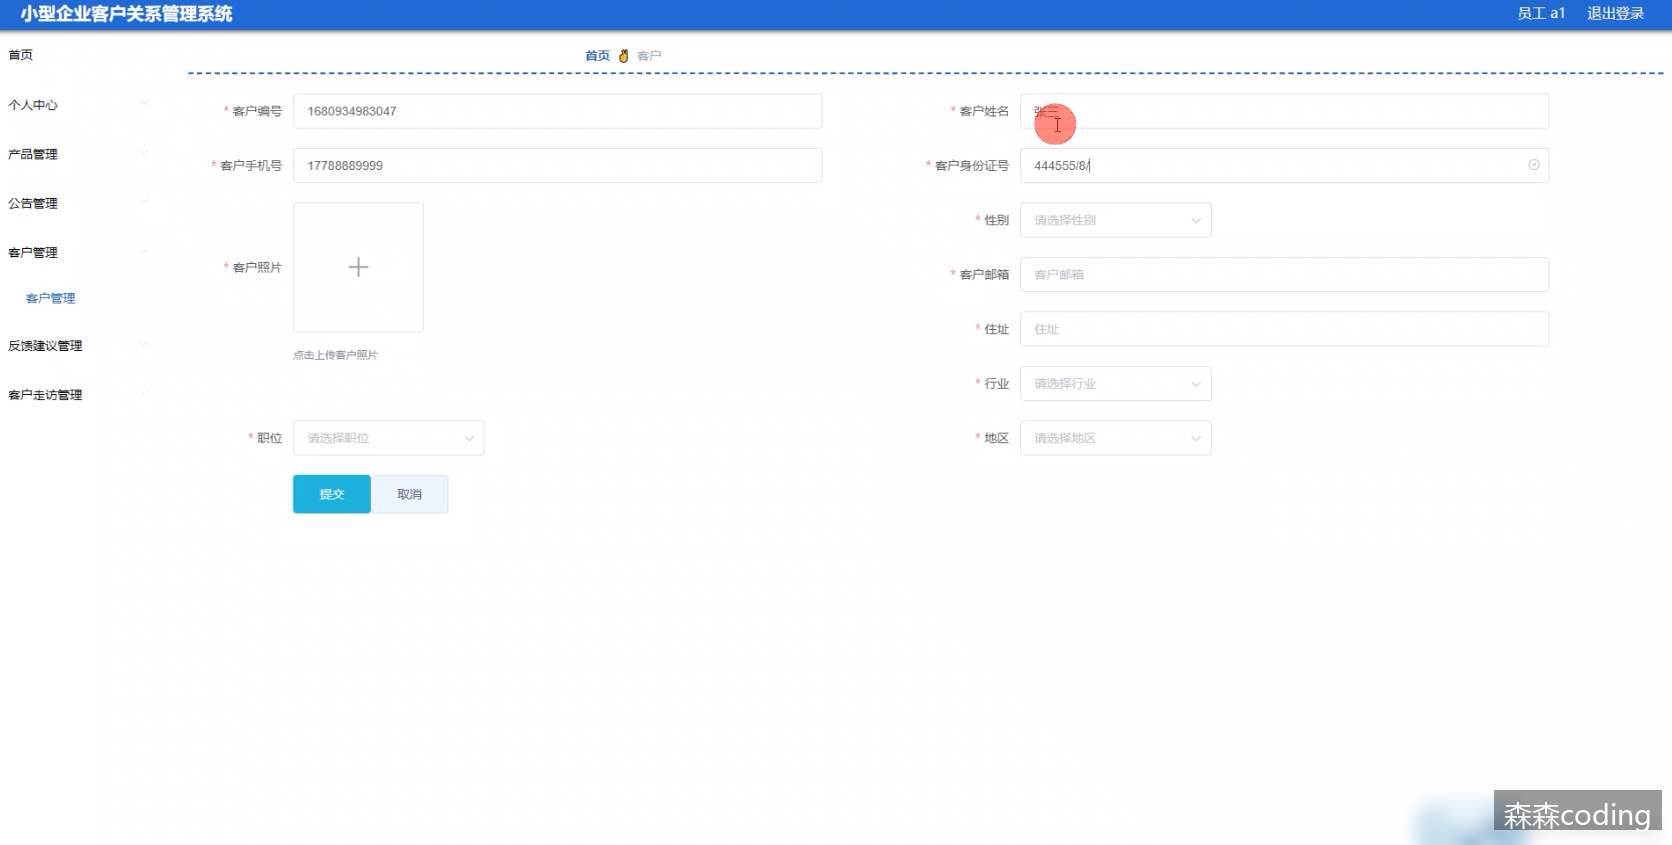 小型企业客户关系管理系统
员工 a1 退出登录
首页
首页 客户
个人中心
* 客户编号 1680934983047
* 客户姓名 张三
产品管理
* 客户手机号 17788889999
* 客户身份证号 444555/8/
公告管理
* 性别 请选择性别
客户管理
* 客户照片
* 客户邮箱 客户邮箱
客户管理
* 住址 住址
反馈建议管理
点击上传客户照片
* 行业 请选择行业
客户走访管理
* 职位 请选择职位
* 地区 请选择地区
提交 取消
森森coding